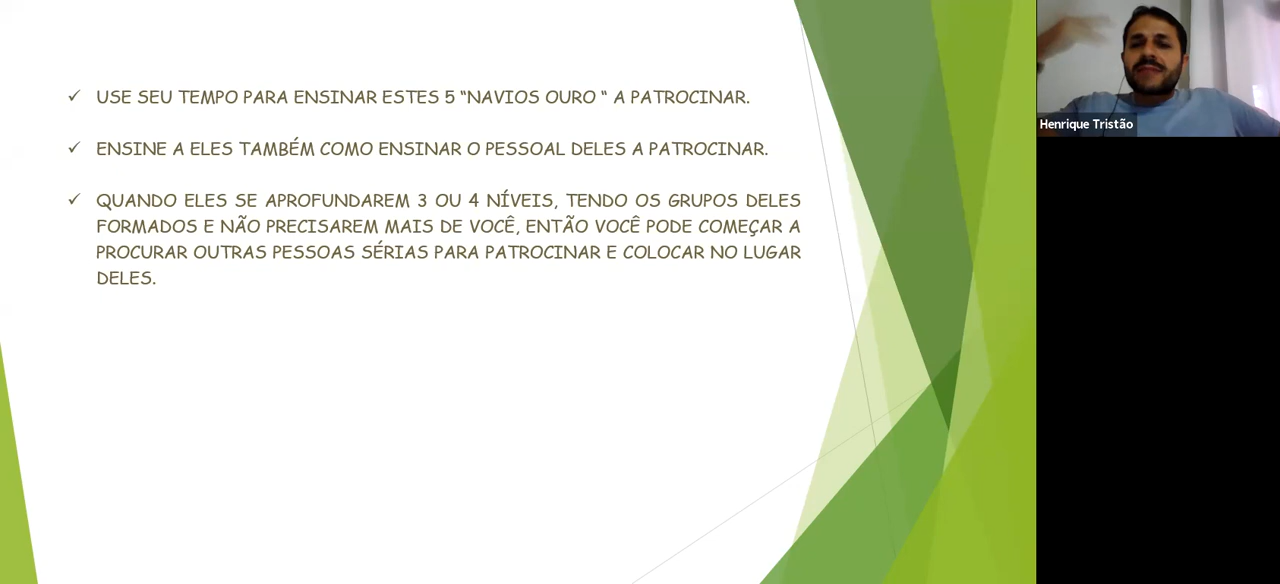 ✓ USE SEU TEMPO PARA ENSINAR ESTES 5 “NAVIOS OURO “ A PATROCINAR.
✓ ENSINE A ELES TAMBÉM COMO ENSINAR O PESSOAL DELES A PATROCINAR.
✓ QUANDO ELES SE APROFUNDAREM 3 OU 4 NÍVEIS, TENDO OS GRUPOS DELES
FORMADOS E NÃO PRECISAREM MAIS DE VOCÊ, ENTÃO VOCÊ PODE COMEÇAR A
PROCURAR OUTRAS PESSOAS SÉRIAS PARA PATROCINAR E COLOCAR NO LUGAR
DELES.
Henrique Tristão